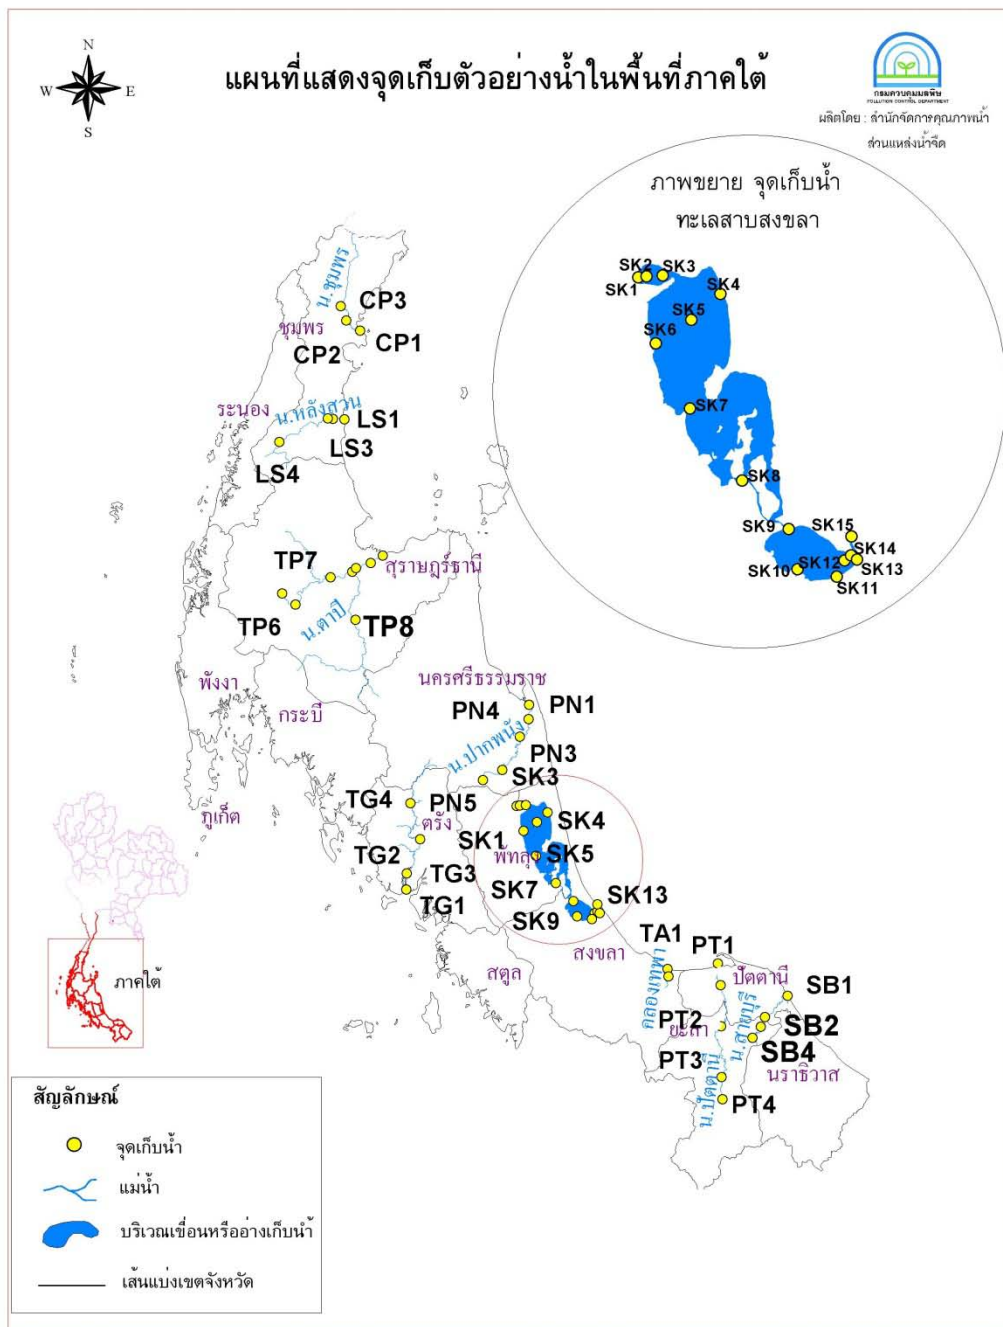 N
W E
S
แผนที่แสดงจุดเก็บตัวอย่างน้ำในพื้นที่ภาคใต้
กรมควบคุมมลพิษ
POLLUTION CONTROL DEPARTMENT
ผลิตโดย : สำนักจัดการคุณภาพน้ำ
ส่วนแหล่งน้ำจืด
ภาพขยาย จุดเก็บน้ำ
ทะเลสาบสงขลา
SK2
SK3
SK1
SK4
SK5
SK6
SK7
SK8
SK9
SK15
SK14
SK12
SK13
SK10
SK11
น.ชุมพร
CP3
ชุมพร
CP1
CP2
ระนอง
น.หลังสวน
LS1
LS3
LS4
TP7
สุราษฎร์ธานี
TP6
น.ตาปี
TP8
พังงา
กระบี่
นครศรีธรรมราช
PN4
PN1
น.ปากพนัง
PN3
SK3
TG4
PN5
ภูเก็ต
ตรัง
SK1
SK4
TG2
พัทลุ
SK5
TG3
SK7
TG1
SK13
SK9
สงขลา
TA1
PT1
สตูล
คลองเทพา
ปัตตานี
SB1
PT2
ยะลา
น.สายบุรี
SB2
SB4
PT3
นราธิวาส
น.ปัตตานี
PT4
ภาคใต้
สัญลักษณ์
จุดเก็บน้ำ
แม่น้ำ
บริเวณเขื่อนหรืออ่างเก็บน้ำ
เส้นแบ่งเขตจังหวัด